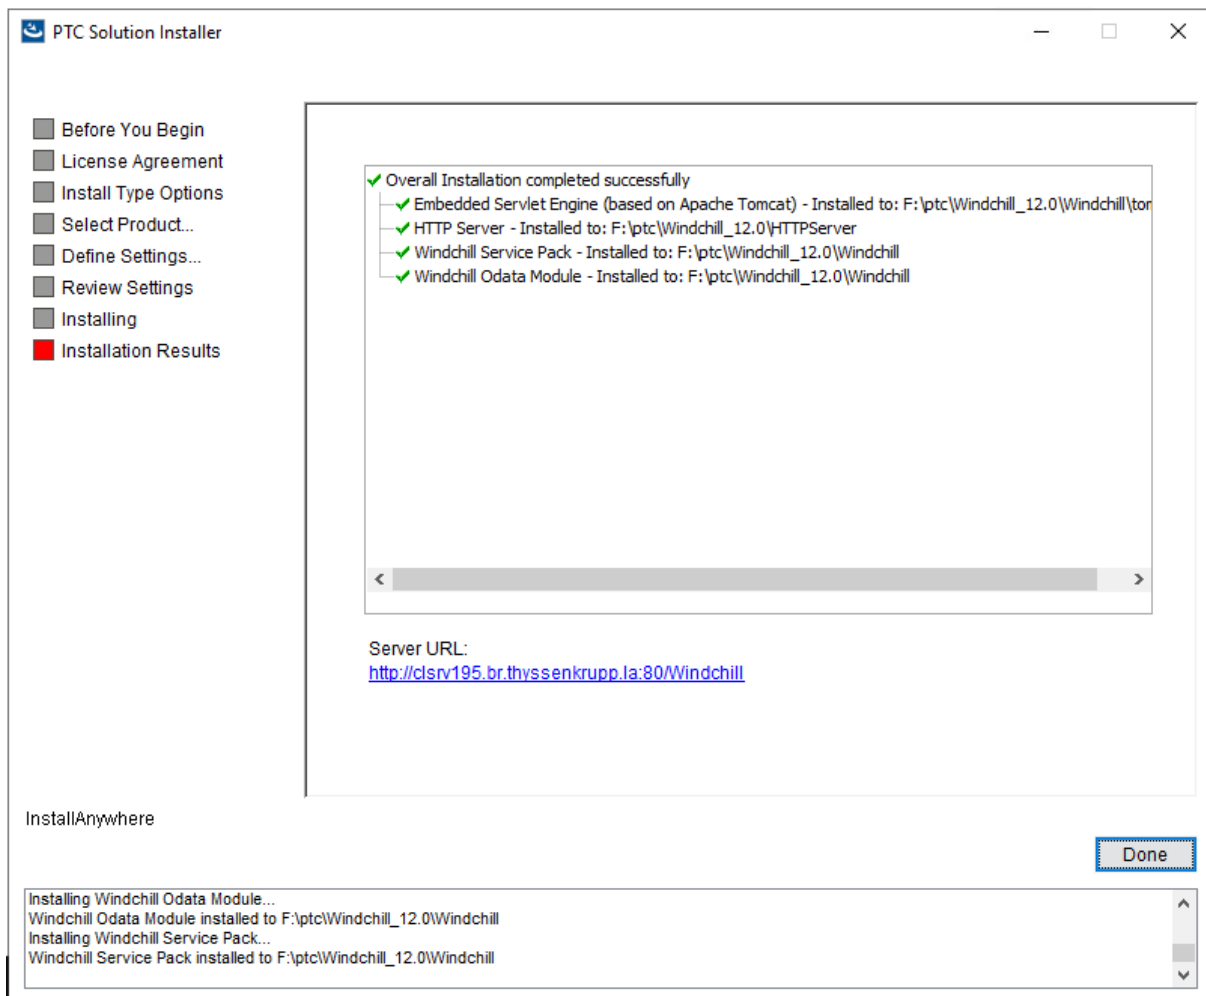 PTC Solution Installer
Before You Begin
License Agreement
Install Type Options
Select Product...
Define Settings...
Review Settings
Installing
Installation Results
Overall Installation completed successfully
Embedded Servlet Engine (based on Apache Tomcat) - Installed to: F:\ptc\Windchill_12.0\Windchill\tor
HTTP Server - Installed to: F:\ptc\Windchill_12.0\HTTPServer
Windchill Service Pack - Installed to: F:\ptc\Windchill_12.0\Windchill
Windchill Odata Module - Installed to: F:\ptc\Windchill_12.0\Windchill
Server URL:
http://clsrv195.br.thyssenkrupp.la:80/Windchill
InstallAnywhere
Done
Installing Windchill Odata Module...
Windchill Odata Module installed to F:\ptc\Windchill_12.0\Windchill
Installing Windchill Service Pack...
Windchill Service Pack installed to F:\ptc\Windchill_12.0\Windchill